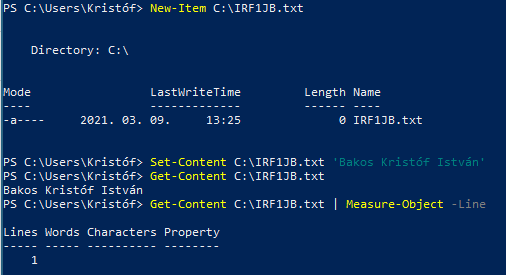 PS C:\Users\Kristóf> New-Item C:\IRF1JB.txt
Directory: C:\
Mode LastWriteTime Length Name
---- ------------- ------ ----
-a---- 2021. 03. 09. 13:25 0 IRF1JB.txt
PS C:\Users\Kristóf> Set-Content C:\IRF1JB.txt 'Bakos Kristóf István'
PS C:\Users\Kristóf> Get-Content C:\IRF1JB.txt
Bakos Kristóf István
PS C:\Users\Kristóf> Get-Content C:\IRF1JB.txt | Measure-Object -Line
Lines Words Characters Property
----- ----- ---------- --------
1